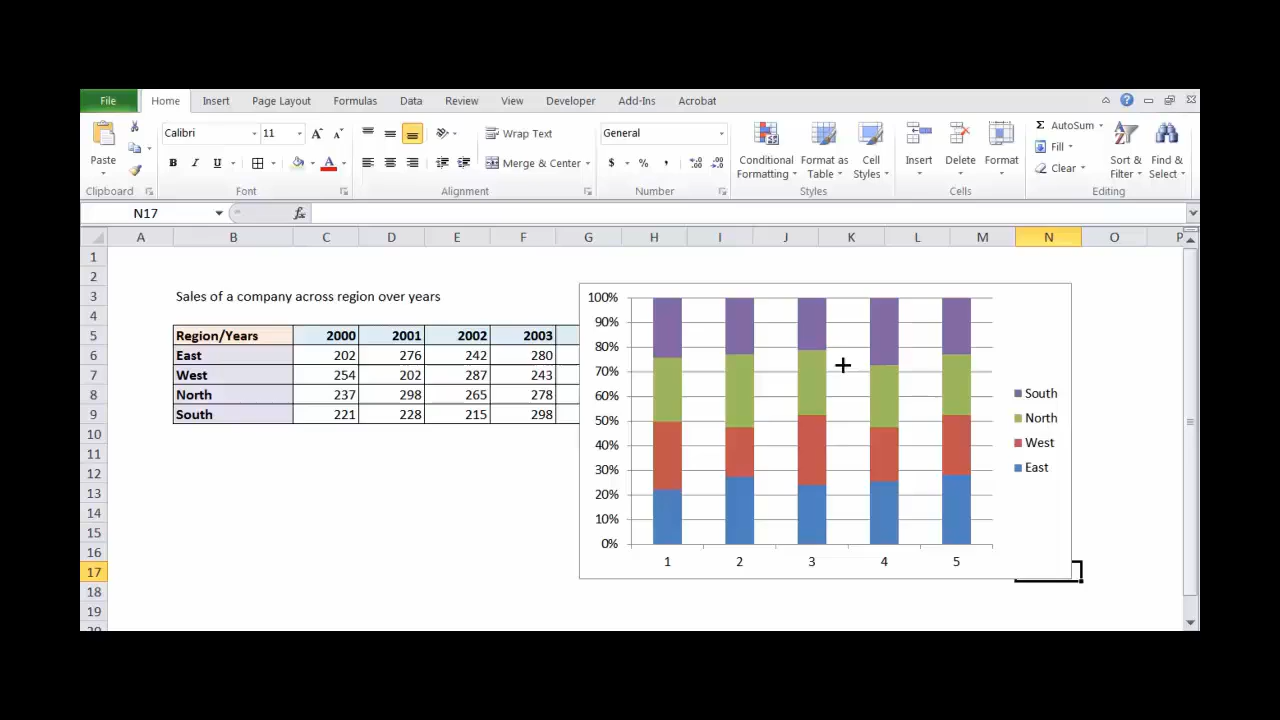 File Home Insert Page Layout Formulas Data Review View Developer Add-Ins Acrobat
Calibri 11 Wrap Text General AutoSum
Paste Merge & Center $ % , Conditional Formatting Format as Table Cell Styles Insert Delete Format Fill Clear Sort & Filter Find & Select
B I U A
Clipboard Font Alignment Number Styles Cells Editing
N17 fx
A B C D E F G H I J K L M N O P
1
2
3 Sales of a company across region over years
4
5 Region/Years 2000 2001 2002 2003
6 East 202 276 242 280
7 West 254 202 287 243
8 North 237 298 265 278
9 South 221 228 215 298
10
11
12
13
14
15
16
17
18
19
100%
90%
80%
70%
60%
50%
40%
30%
20%
10%
0%
1 2 3 4 5
South
North
West
East